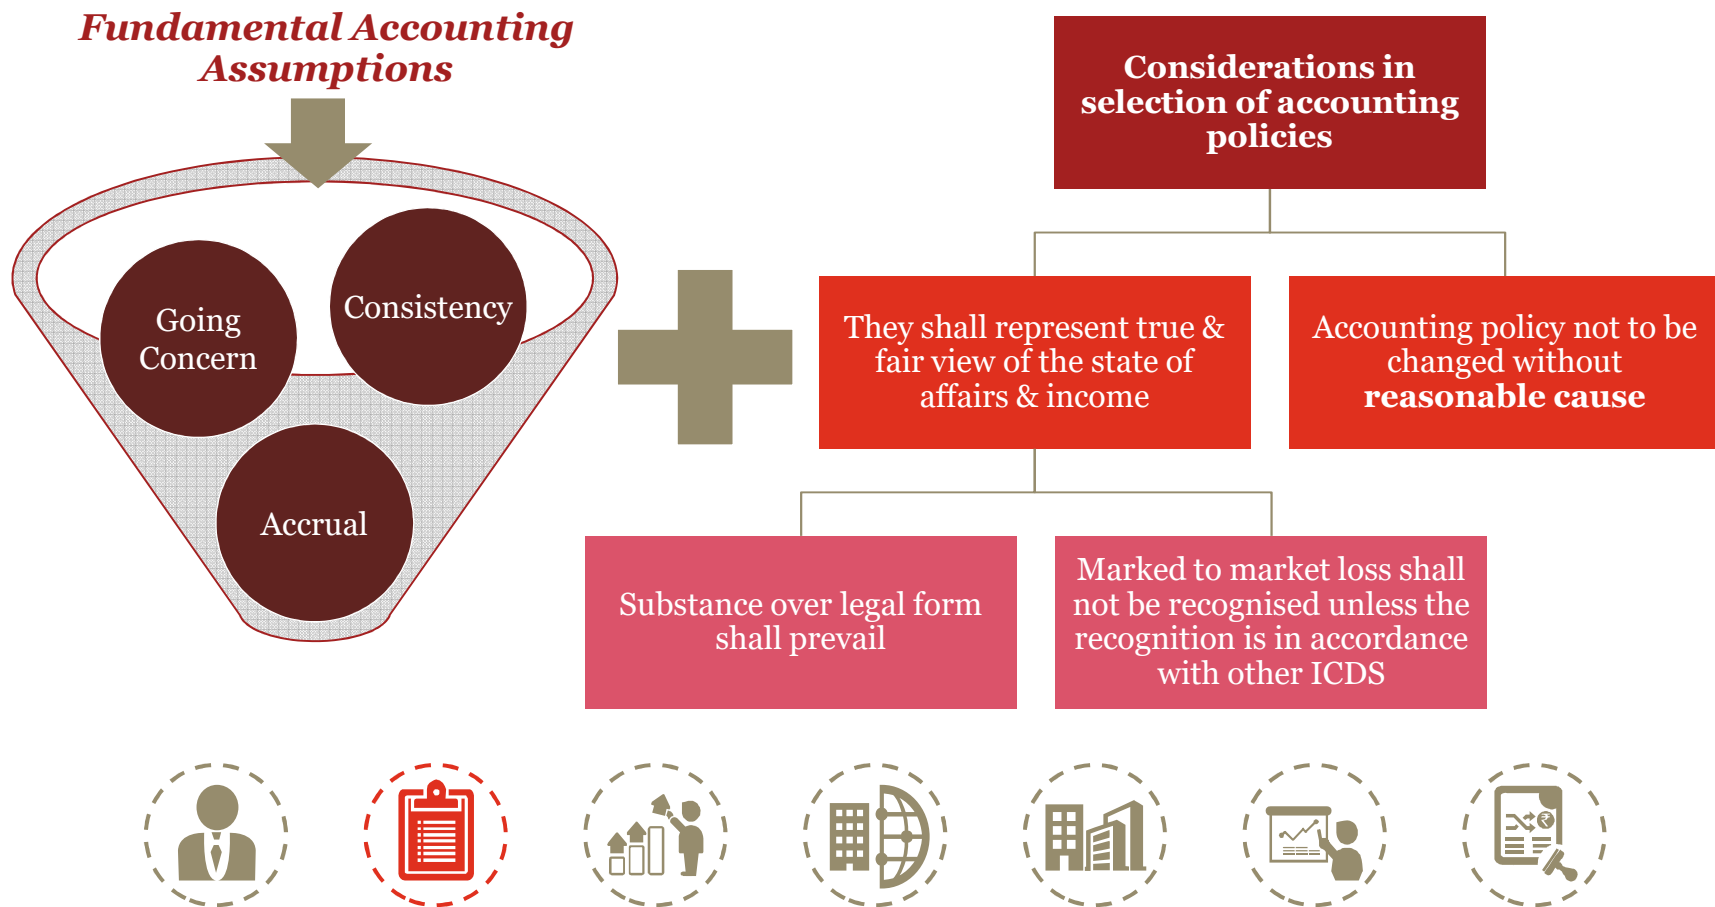 Fundamental Accounting
Assumptions
Going
Concern
Consistency
Accrual
Considerations in
selection of accounting
policies
They shall represent true &
fair view of the state of
affairs & income
Accounting policy not to be
changed without
reasonable cause
Substance over legal form
shall prevail
Marked to market loss shall
not be recognised unless the
recognition is in accordance
with other ICDS
₹